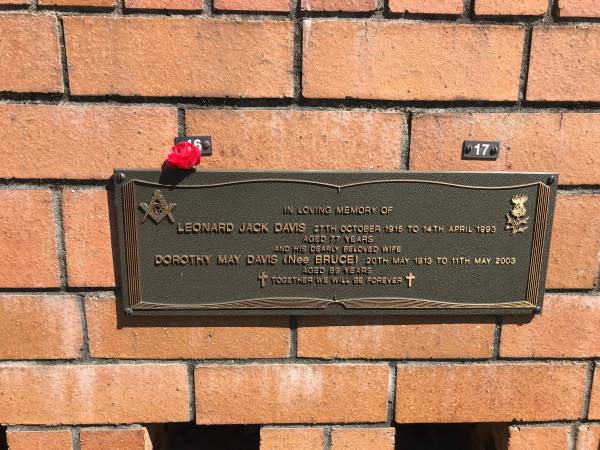 16
17
IN LOVING MEMORY OF
LEONARD JACK DAVIS 27TH OCTOBER 1915 TO 14TH APRIL 1993
AGED 77 YEARS
AND HIS DEARLY BELOVED WIFE
DOROTHY MAY DAVIS (Nee BRUCE) 20TH MAY 1913 TO 11TH MAY 2003
AGED 89 YEARS
TOGETHER WE WILL BE FOREVER